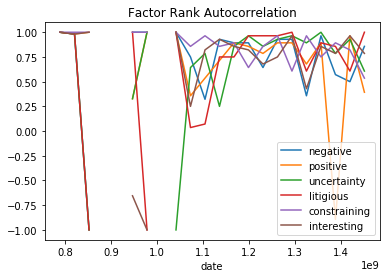 Factor Rank Autocorrelation
1.00
0.75
0.50
0.25
0.00
−0.25
−0.50
−0.75
−1.00
negative
positive
uncertainty
litigious
constraining
interesting
0.8 0.9 1.0 1.1 1.2 1.3 1.4
1e9
date